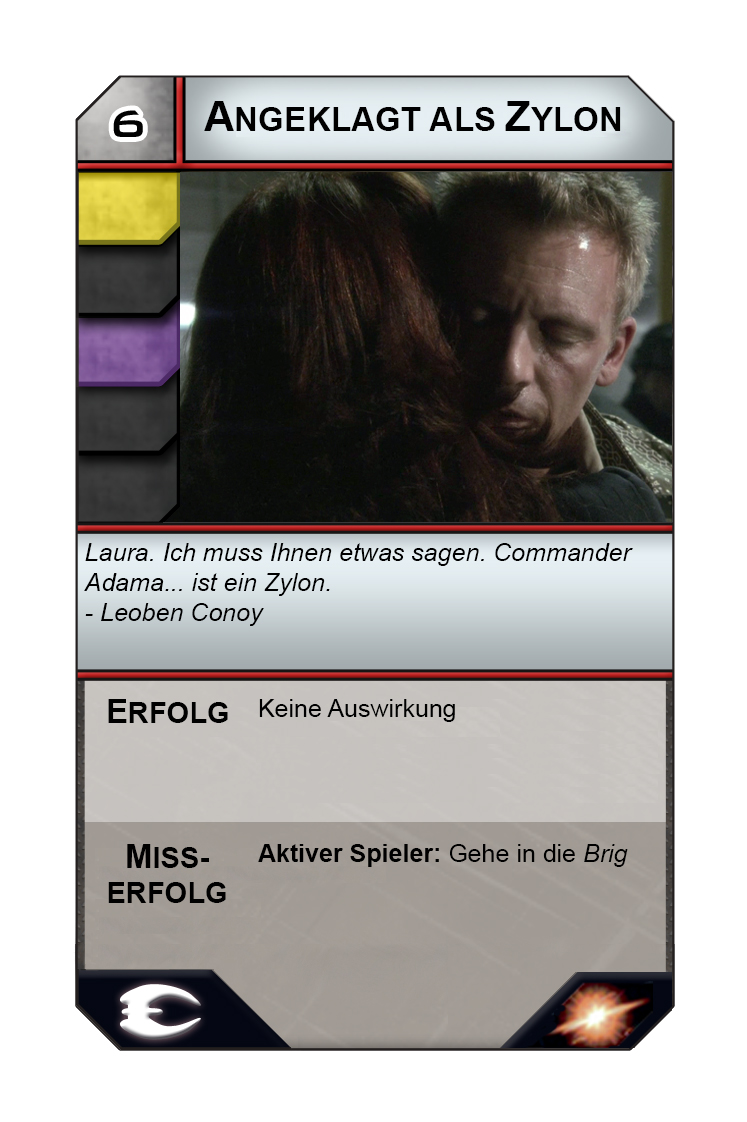 6
ANGEKLAGT ALS ZYLON
Laura. Ich muss Ihnen etwas sagen. Commander
Adama... ist ein Zylon.
- Leoben Conoy
ERFOLG
Keine Auswirkung
MISS-
ERFOLG
Aktiver Spieler: Gehe in die Brig